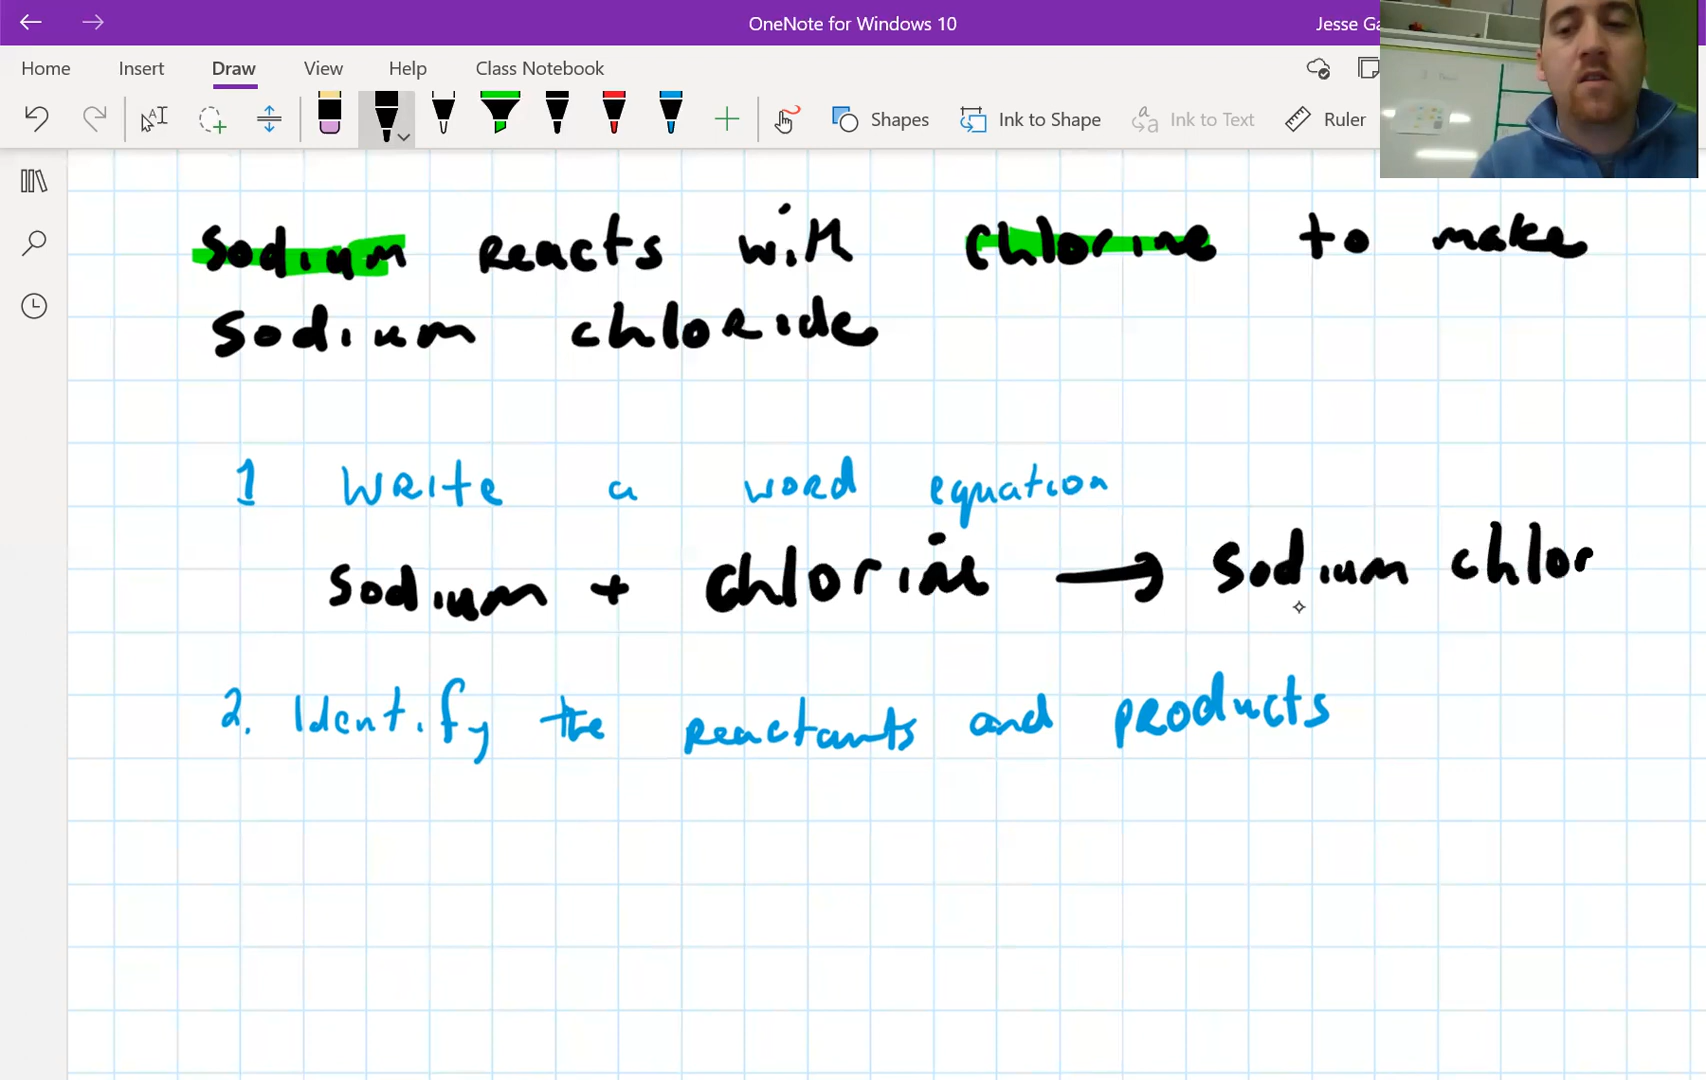 OneNote for Windows 10
Jesse Ga
Home Insert Draw View Help Class Notebook
Shapes Ink to Shape Ink to Text Ruler
sodium reacts with chlorine to make
sodium chloride
1 Write a word equation
sodium + chlorine → sodium chlor
2. Identify the reactants and products